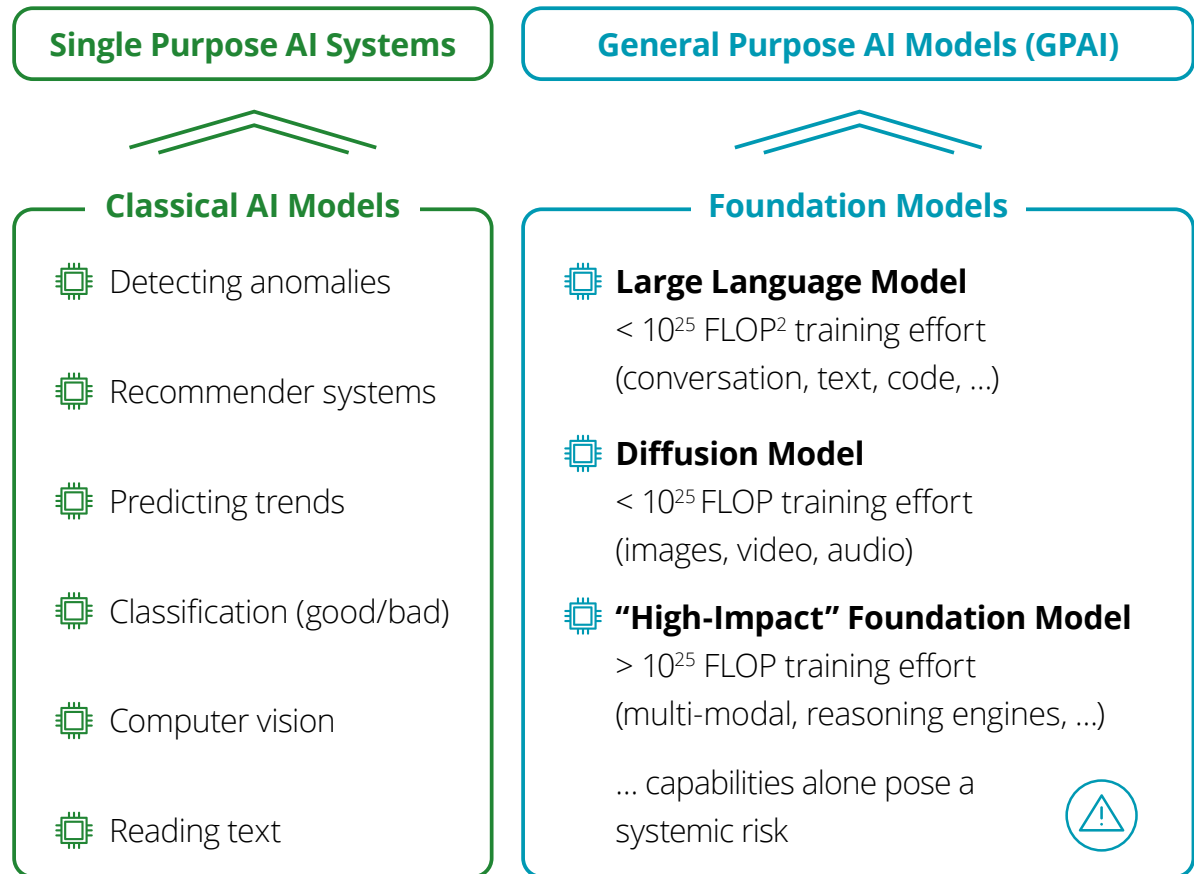 Single Purpose AI Systems
Classical AI Models
Detecting anomalies
Recommender systems
Predicting trends
Classification (good/bad)
Computer vision
Reading text
General Purpose AI Models (GPAI)
Foundation Models
Large Language Model
< 10²⁵ FLOP² training effort
(conversation, text, code, ...)
Diffusion Model
< 10²⁵ FLOP training effort
(images, video, audio)
“High-Impact” Foundation Model
> 10²⁵ FLOP training effort
(multi-modal, reasoning engines, ...)
... capabilities alone pose a
systemic risk